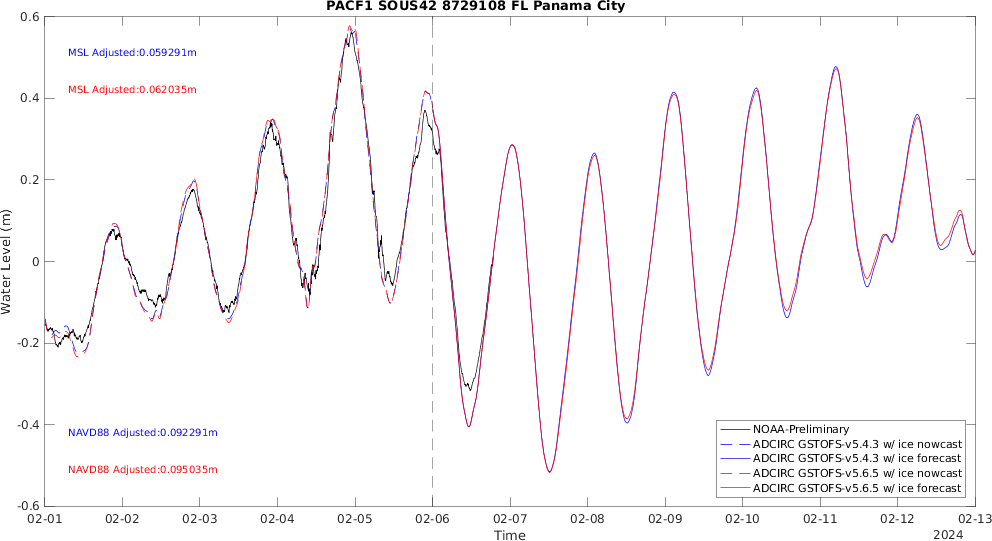 PACF1 SOUS42 8729108 FL Panama City
MSL Adjusted:0.059291m
MSL Adjusted:0.062035m
NAVD88 Adjusted:0.092291m
NAVD88 Adjusted:0.095035m
Water Level (m)
0.6
0.4
0.2
0
-0.2
-0.4
-0.6
NOAA-Preliminary
ADCIRC GSTOFS-v5.4.3 w/ ice nowcast
ADCIRC GSTOFS-v5.4.3 w/ ice forecast
ADCIRC GSTOFS-v5.6.5 w/ ice nowcast
ADCIRC GSTOFS-v5.6.5 w/ ice forecast
02-01 02-02 02-03 02-04 02-05 02-06 02-07 02-08 02-09 02-10 02-11 02-12 02-13
Time
2024